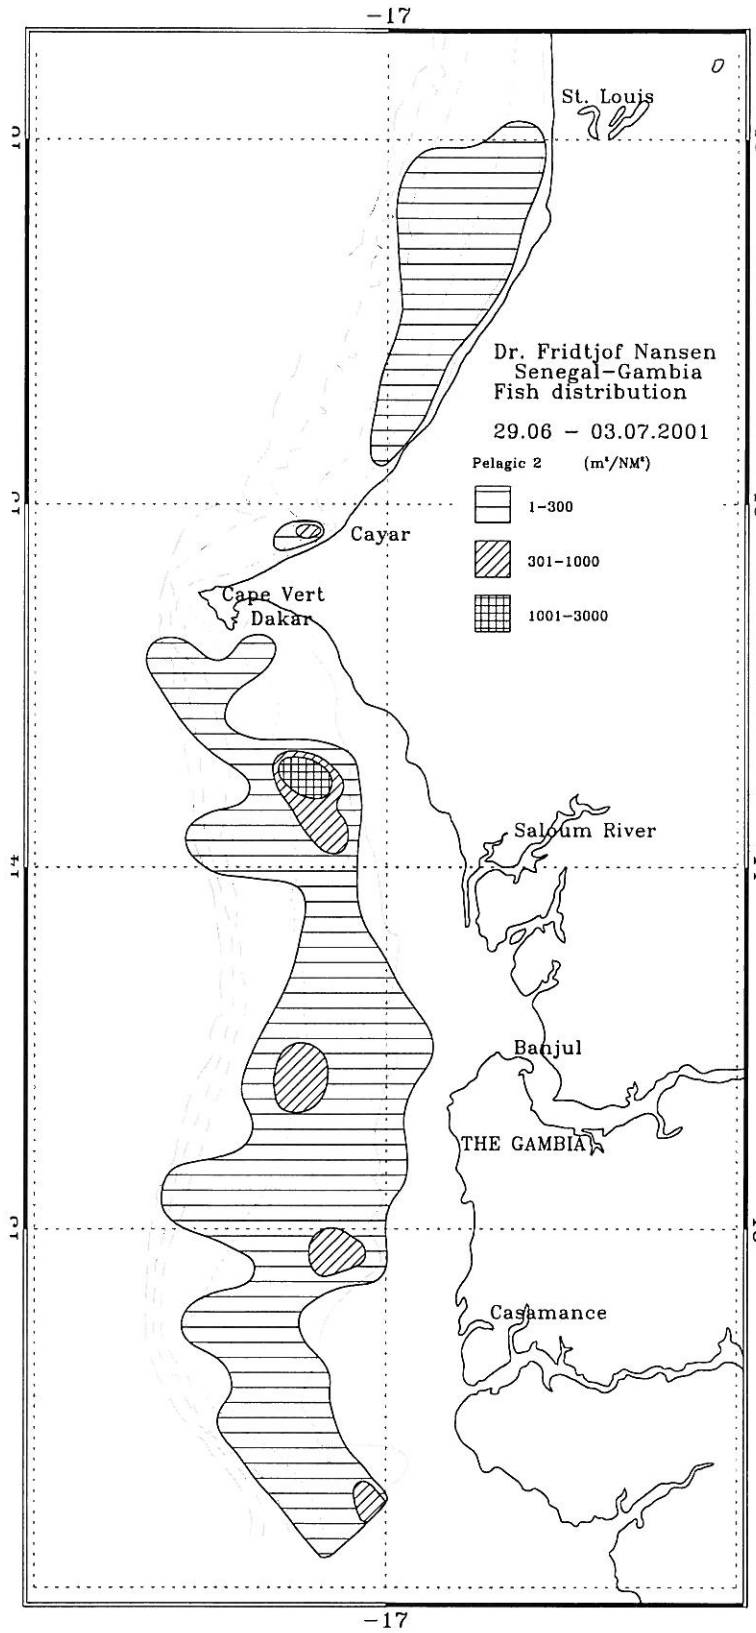 -17
St. Louis
Dr. Fridtjof Nansen
Senegal-Gambia
Fish distribution
29.06 - 03.07.2001
Pelagic 2 (m²/NM²)
1-300
Cayar
301-1000
Cape Vert
Dakar
1001-3000
Saloum River
14
Banjul
THE GAMBIA
Casamance
-17